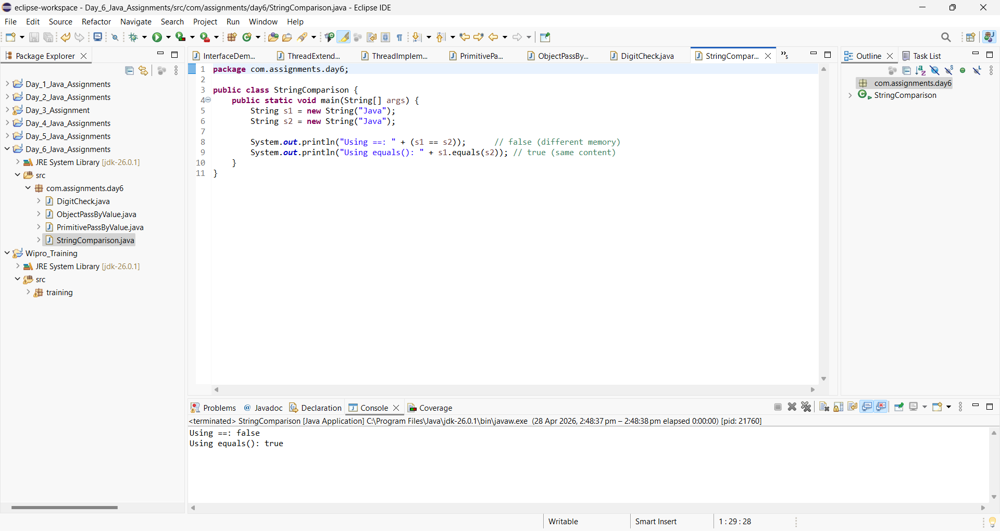 eclipse-workspace - Day_6_Java_Assignments/src/com/assignments/day6/StringComparison.java - Eclipse IDE
File Edit Source Refactor Navigate Search Project Run Window Help
Package Explorer
Day_1_Java_Assignments
Day_2_Java_Assignments
Day_3_Assignment
Day_4_Java_Assignments
Day_5_Java_Assignments
Day_6_Java_Assignments
JRE System Library [jdk-26.0.1]
src
com.assignments.day6
DigitCheck.java
ObjectPassByValue.java
PrimitivePassByValue.java
StringComparison.java
Wipro_Training
JRE System Library [jdk-26.0.1]
src
training
InterfaceDem... ThreadExtend... ThreadImplem... PrimitivePa... ObjectPassBy... DigitCheck.java StringCompar... »5
1 package com.assignments.day6;
2
3 public class StringComparison {
4 public static void main(String[] args) {
5 String s1 = new String("Java");
6 String s2 = new String("Java");
7
8 System.out.println("Using ==: " + (s1 == s2)); // false (different memory)
9 System.out.println("Using equals(): " + s1.equals(s2)); // true (same content)
10 }
11 }
Outline Task List
com.assignments.day6
StringComparison
Problems Javadoc Declaration Console Coverage
<terminated> StringComparison [Java Application] C:\Program Files\Java\jdk-26.0.1\bin\javaw.exe (28 Apr 2026, 2:48:37 pm – 2:48:38 pm elapsed 0:00:00) [pid: 21760]
Using ==: false
Using equals(): true
Writable Smart Insert 1 : 29 : 28